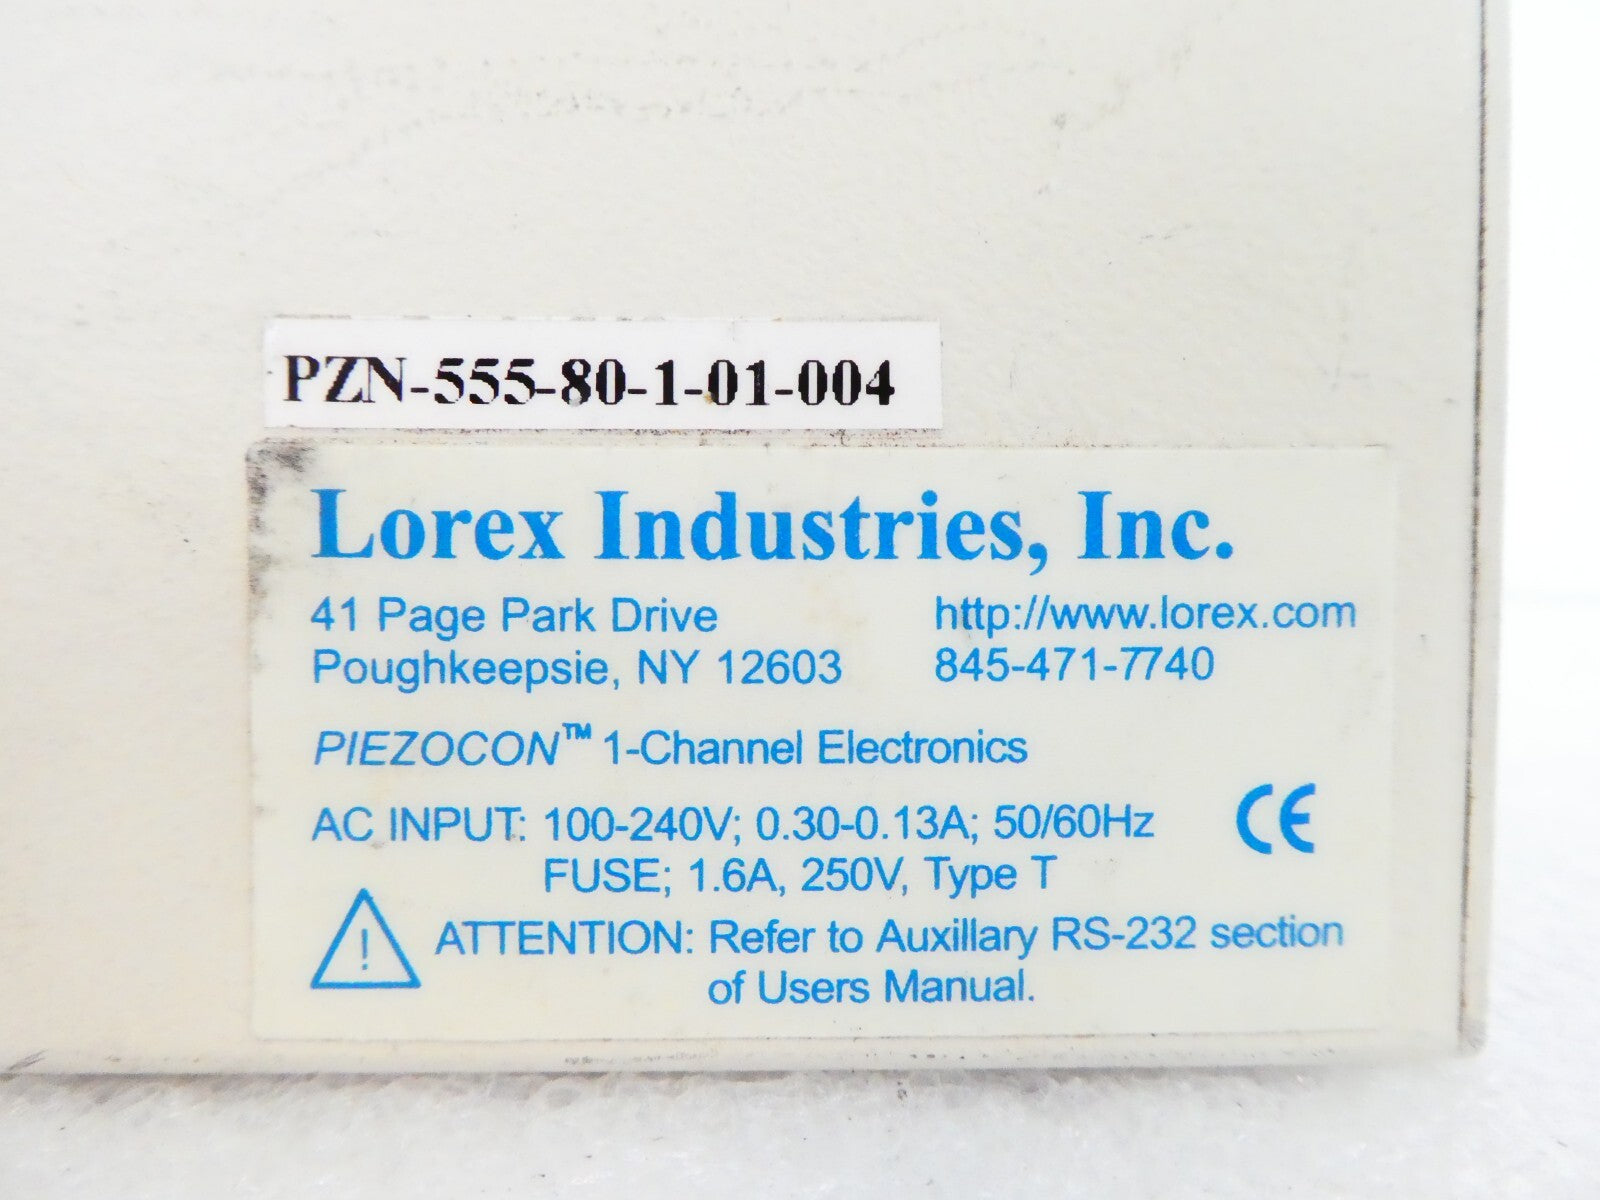 PZN-555-80-1-01-004
Lorex Industries, Inc.
41 Page Park Drive
Poughkeepsie, NY 12603
http://www.lorex.com
845-471-7740
PIEZOCON™ 1-Channel Electronics
AC INPUT: 100-240V; 0.30-0.13A; 50/60Hz
FUSE; 1.6A, 250V, Type T
CE
! ATTENTION: Refer to Auxillary RS-232 section
of Users Manual.